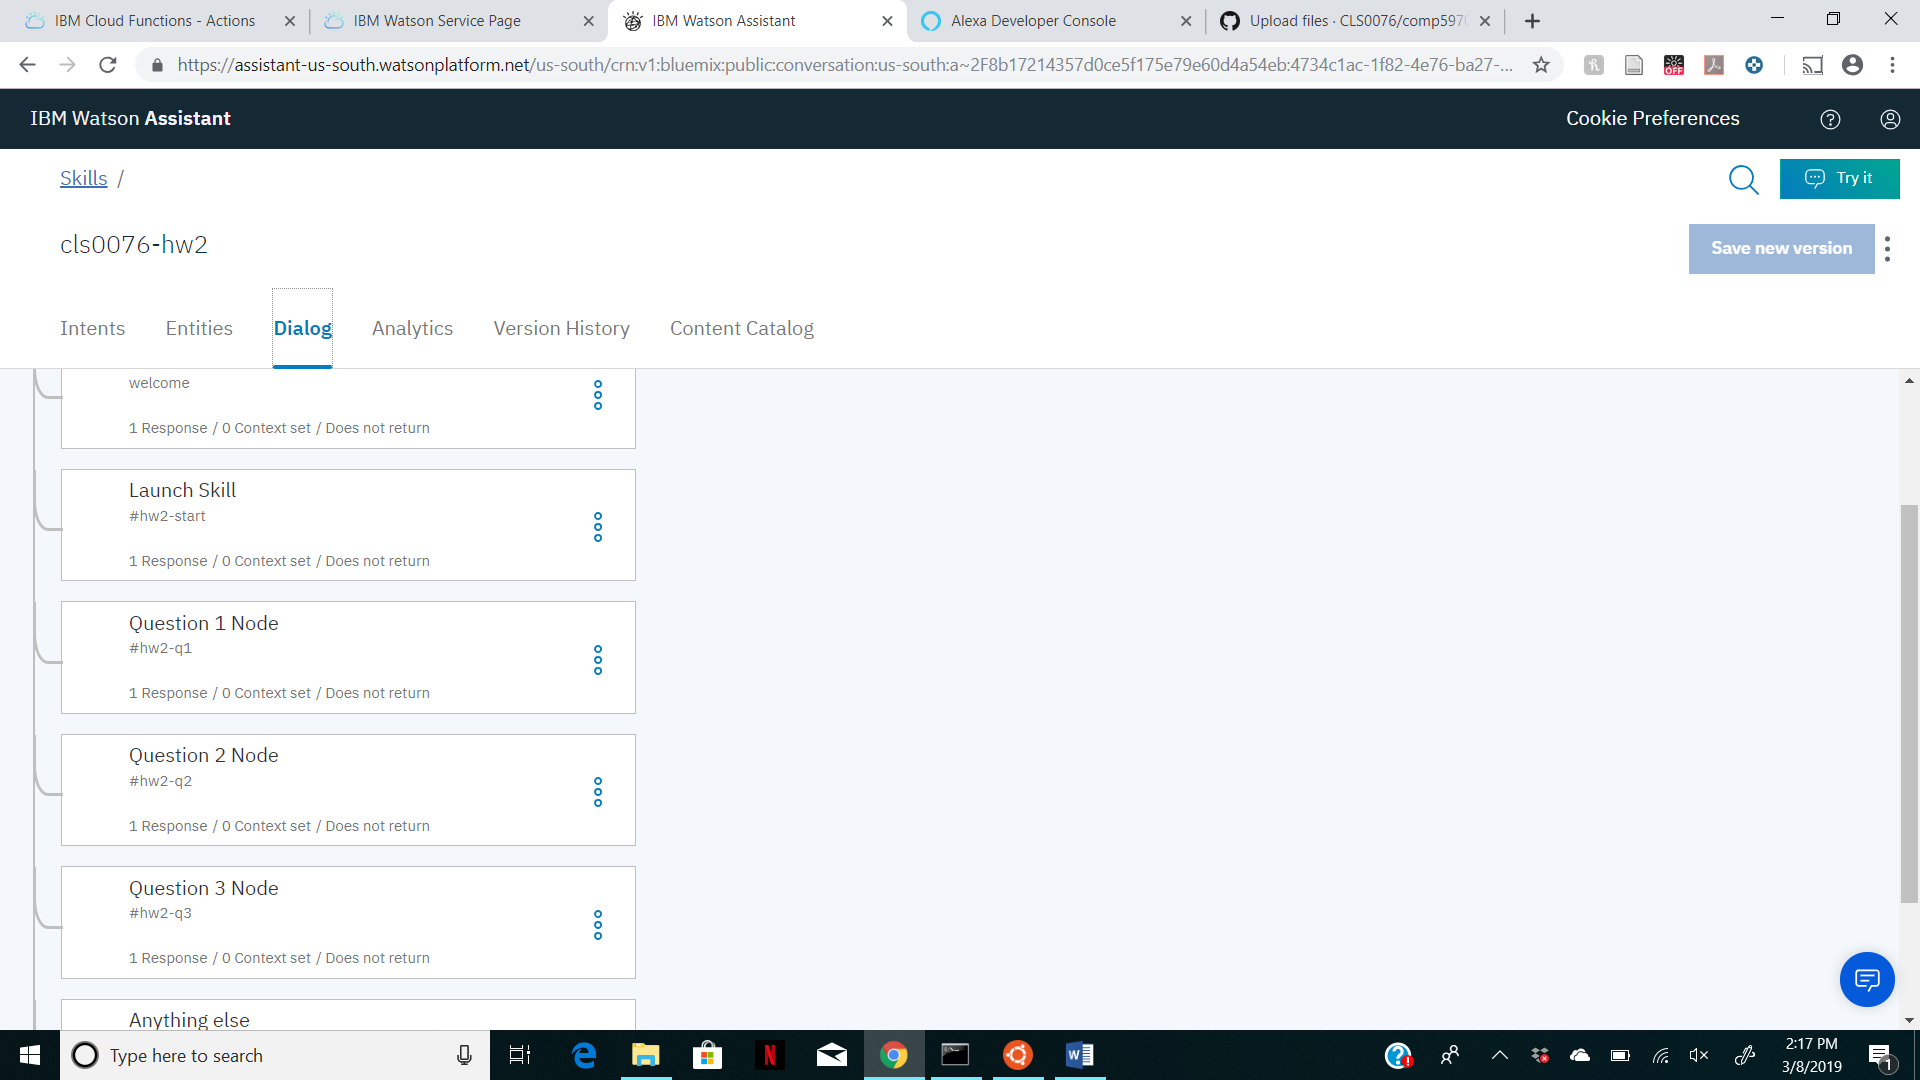 IBM Cloud Functions - Actions
IBM Watson Service Page
IBM Watson Assistant
Alexa Developer Console
Upload files · CLS0076/comp597
https://assistant-us-south.watsonplatform.net/us-south/crn:v1:bluemix:public:conversation:us-south:a~2F8b17214357d0ce5f175e79e60d4a54eb:4734c1ac-1f82-4e76-ba27-...
OFF
IBM Watson Assistant
Cookie Preferences
Skills /
Try it
cls0076-hw2
Save new version
Intents
Entities
Dialog
Analytics
Version History
Content Catalog
welcome
1 Response / 0 Context set / Does not return
Launch Skill
#hw2-start
1 Response / 0 Context set / Does not return
Question 1 Node
#hw2-q1
1 Response / 0 Context set / Does not return
Question 2 Node
#hw2-q2
1 Response / 0 Context set / Does not return
Question 3 Node
#hw2-q3
1 Response / 0 Context set / Does not return
Anything else
Type here to search
2:17 PM
3/8/2019
1